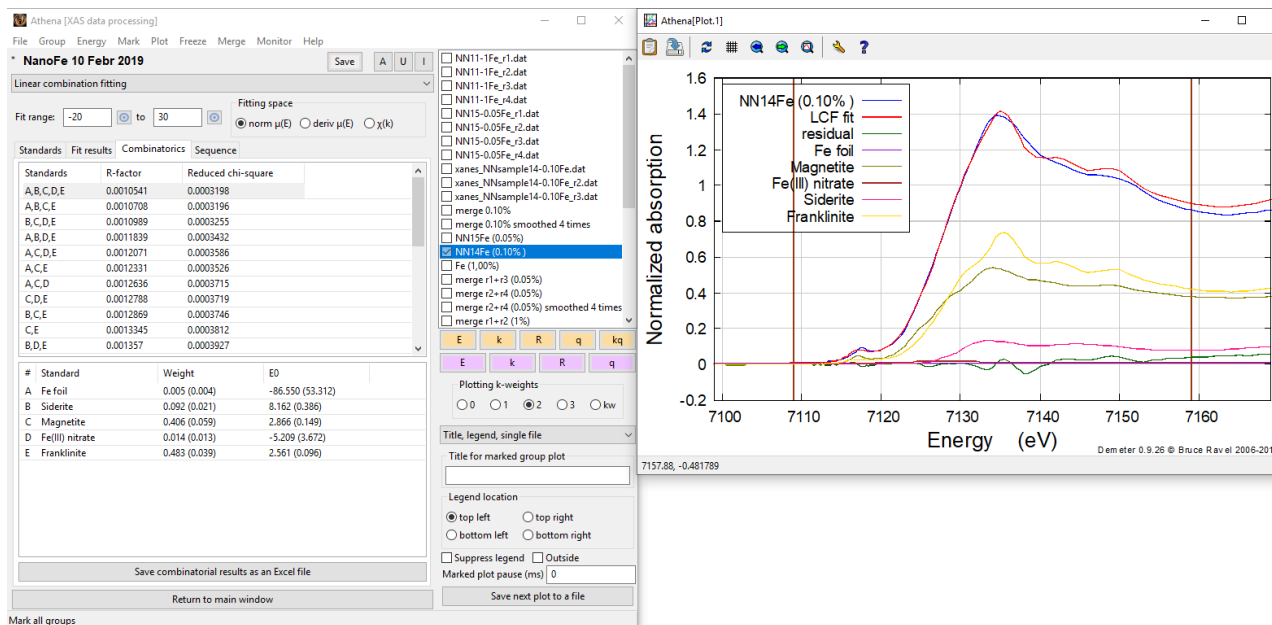 Athena [XAS data processing]
File Group Energy Mark Plot Freeze Merge Monitor Help
* NanoFe 10 Febr 2019
Save
A U I
Linear combination fitting
Fit range: -20 to 30
Fitting space
norm μ(E) deriv μ(E) χ(k)
Standards Fit results Combinatorics Sequence
Standards R-factor Reduced chi-square
A,B,C,D,E 0.0010541 0.0003198
A,B,C,E 0.0010708 0.0003196
B,C,D,E 0.0010989 0.0003255
A,B,D,E 0.0011839 0.0003432
A,C,D,E 0.0012071 0.0003586
A,C,E 0.0012331 0.0003526
A,C,D 0.0012636 0.0003715
C,D,E 0.0012788 0.0003719
B,C,E 0.0012869 0.0003746
C,E 0.0013345 0.0003812
B,D,E 0.001357 0.0003927
# Standard Weight E0
A Fe foil 0.005 (0.004) -86.550 (53.312)
B Siderite 0.092 (0.021) 8.162 (0.386)
C Magnetite 0.406 (0.059) 2.866 (0.149)
D Fe(III) nitrate 0.014 (0.013) -5.209 (3.672)
E Franklinite 0.483 (0.039) 2.561 (0.096)
Save combinatorial results as an Excel file
Return to main window
Mark all groups
NN11-1Fe_r1.dat
NN11-1Fe_r2.dat
NN11-1Fe_r3.dat
NN11-1Fe_r4.dat
NN15-0.05Fe_r1.dat
NN15-0.05Fe_r2.dat
NN15-0.05Fe_r3.dat
NN15-0.05Fe_r4.dat
xanes_NNsample14-0.10Fe.dat
xanes_NNsample14-0.10Fe_r2.dat
xanes_NNsample14-0.10Fe_r3.dat
merge 0.10%
merge 0.10% smoothed 4 times
NN15Fe (0.05%)
NN14Fe (0.10% )
Fe (1,00%)
merge r1+r3 (0.05%)
merge r2+r4 (0.05%)
merge r2+r4 (0.05%) smoothed 4 times
merge r1+r2 (1%)
E k R q kq
E k R q
Plotting k-weights
0 1 2 3 kw
Title, legend, single file
Title for marked group plot
Legend location
top left top right
bottom left bottom right
Suppress legend Outside
Marked plot pause (ms) 0
Save next plot to a file
Athena[Plot.1]
?
1.6
1.4
1.2
1
0.8
0.6
0.4
0.2
0
-0.2
Normalized absorption
NN14Fe (0.10% )
LCF fit
residual
Fe foil
Magnetite
Fe(III) nitrate
Siderite
Franklinite
7100 7110 7120 7130 7140 7150 7160
Energy (eV)
Demeter 0.9.26 © Bruce Ravel 2006-201
7157.88, -0.481789